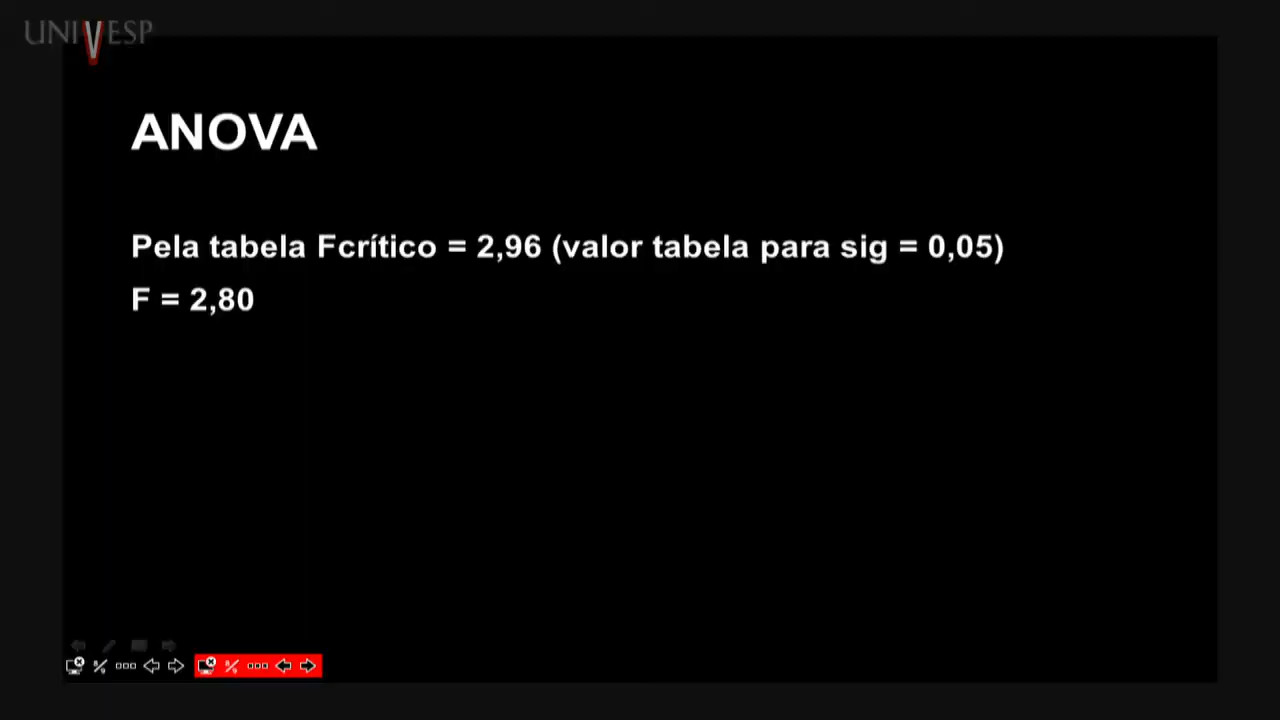 UNIVESP
ANOVA
Pela tabela Fcrítico = 2,96 (valor tabela para sig = 0,05)
F = 2,80